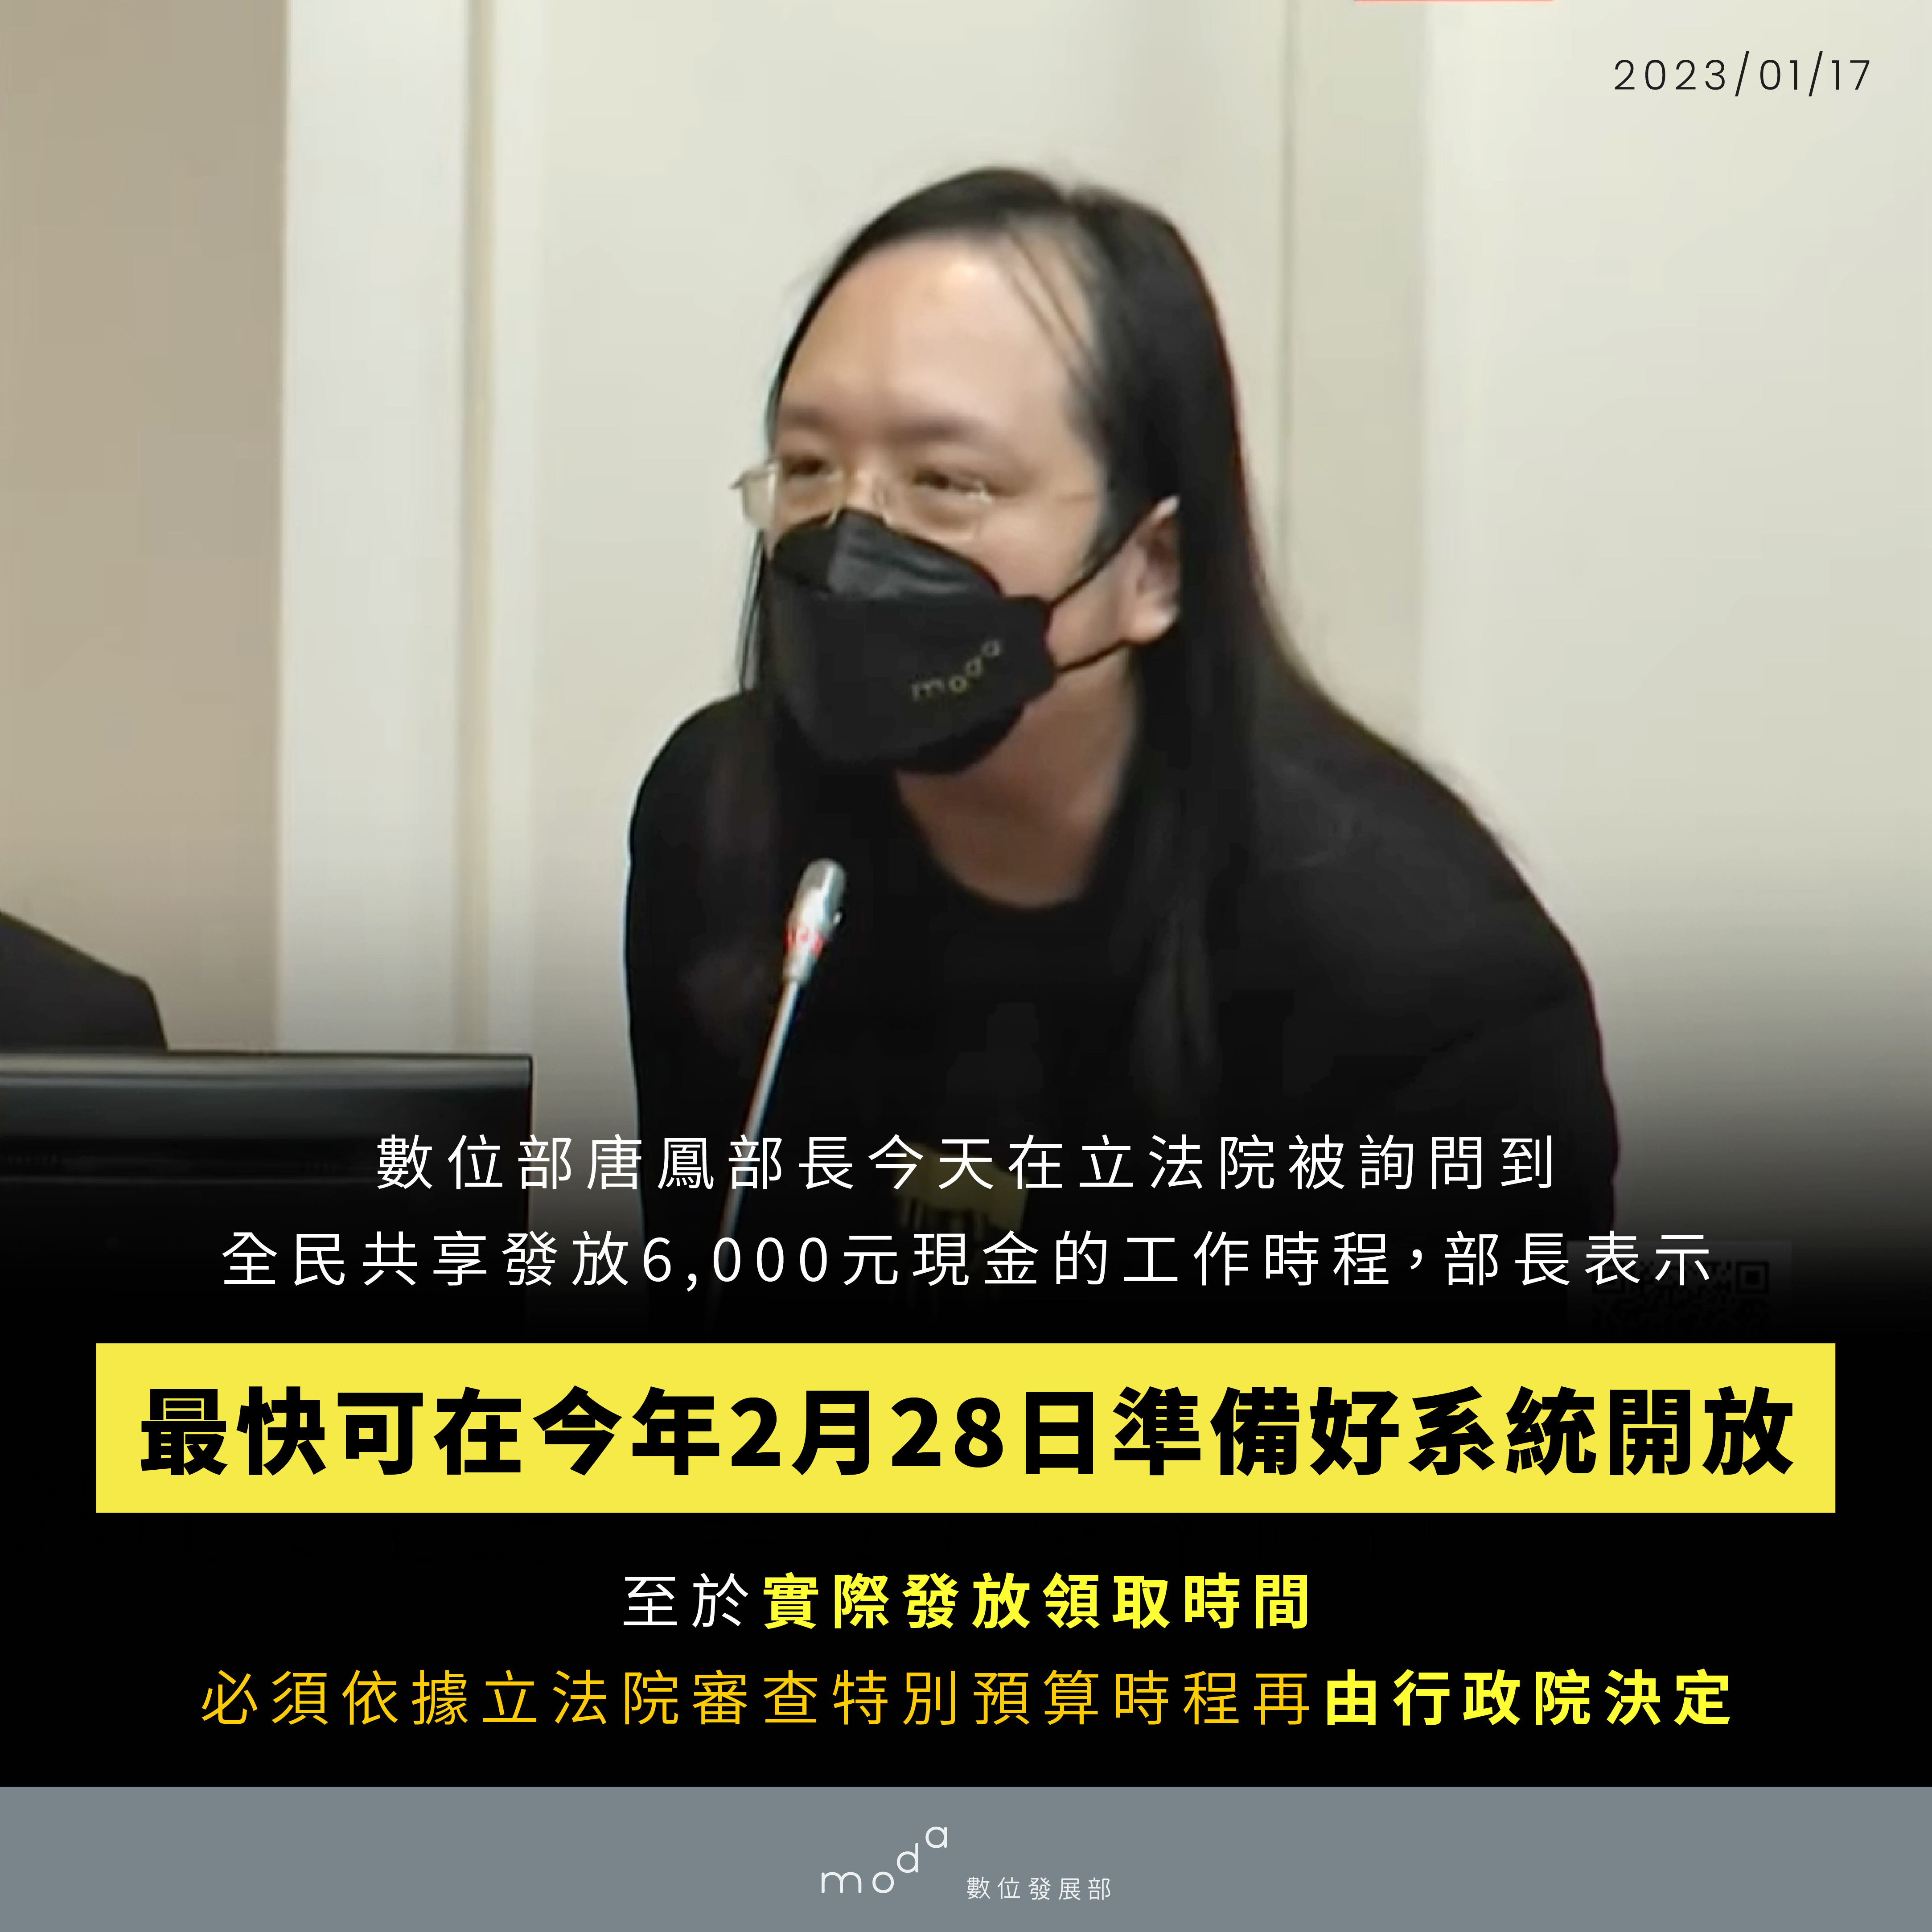 2023/01/17
moda
數位部唐鳳部長今天在立法院被詢問到
全民共享發放6,000元現金的工作時程，部長表示
最快可在今年2月28日準備好系統開放
至於實際發放領取時間
必須依據立法院審查特別預算時程再由行政院決定
moda 數位發展部